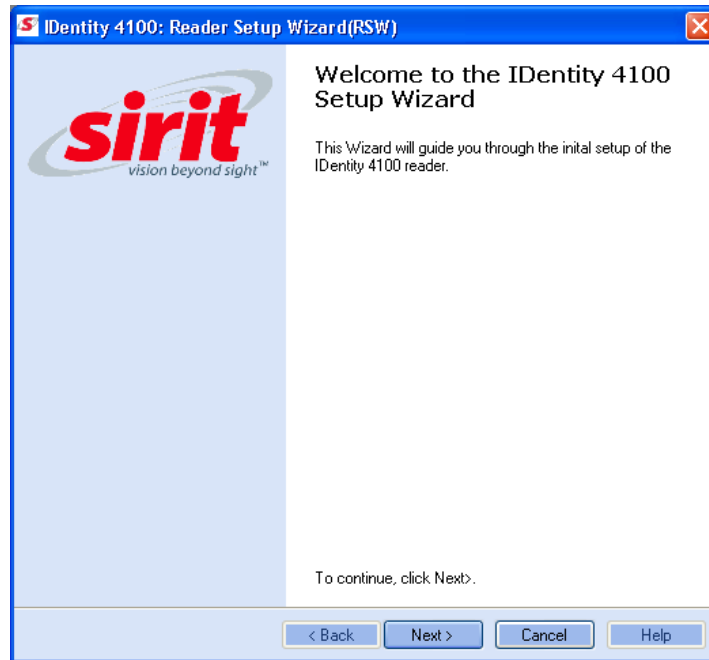 IDentity 4100: Reader Setup Wizard(RSW)
sirit
vision beyond sight™
Welcome to the IDentity 4100
Setup Wizard
This Wizard will guide you through the inital setup of the
IDentity 4100 reader.
To continue, click Next>.
< Back Next > Cancel Help